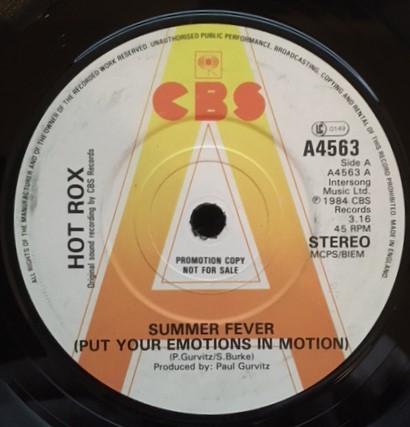 ALL RIGHTS OF THE MANUFACTURER AND OF THE OWNER OF THE RECORDED WORK RESERVED. UNAUTHORISED PUBLIC PERFORMANCE, BROADCASTING, COPYING AND RENTAL OF THIS RECORD PROHIBITED. MADE IN ENGLAND
CBS
LC 0149
A4563
Side A
A4563 A
Intersong
Music Ltd.
℗ 1984 CBS
Records
3.16
45 RPM
STEREO
MCPS/BIEM
HOT ROX
Original sound recording by CBS Records
PROMOTION COPY
NOT FOR SALE
SUMMER FEVER
(PUT YOUR EMOTIONS IN MOTION)
(P.Gurvitz/S.Burke)
Produced by: Paul Gurvitz